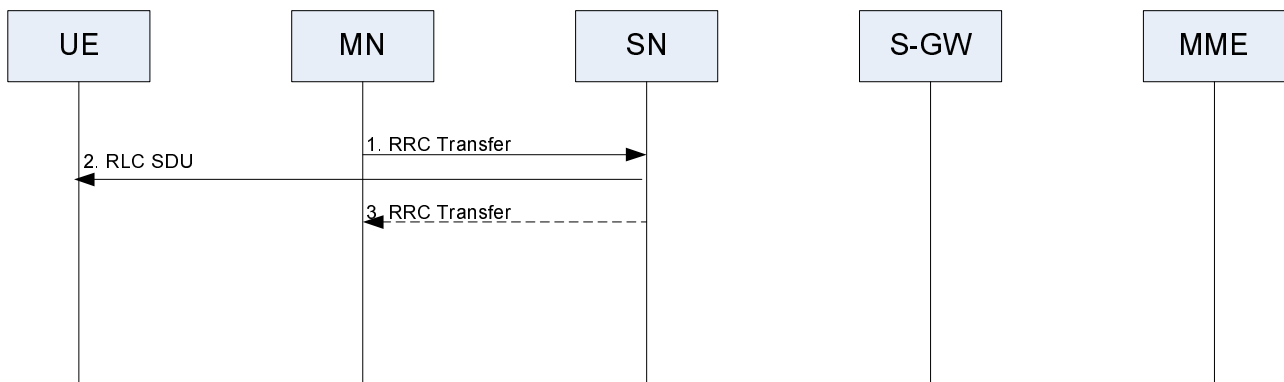 UE
MN
SN
S-GW
MME
1. RRC Transfer
2. RLC SDU
3. RRC Transfer